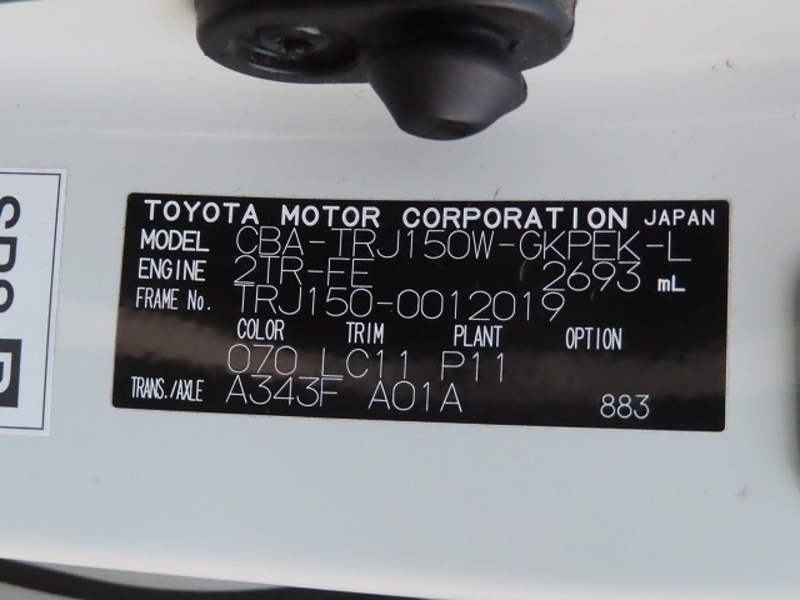 TOYOTA MOTOR CORPORATION JAPAN
MODEL CBA-TRJ150W-GKPEK-L
ENGINE 2TR-FE 2693 mL
FRAME No. TRJ150-0012019
COLOR TRIM PLANT OPTION
070 LC11 P11
TRANS./AXLE A343F A01A 883